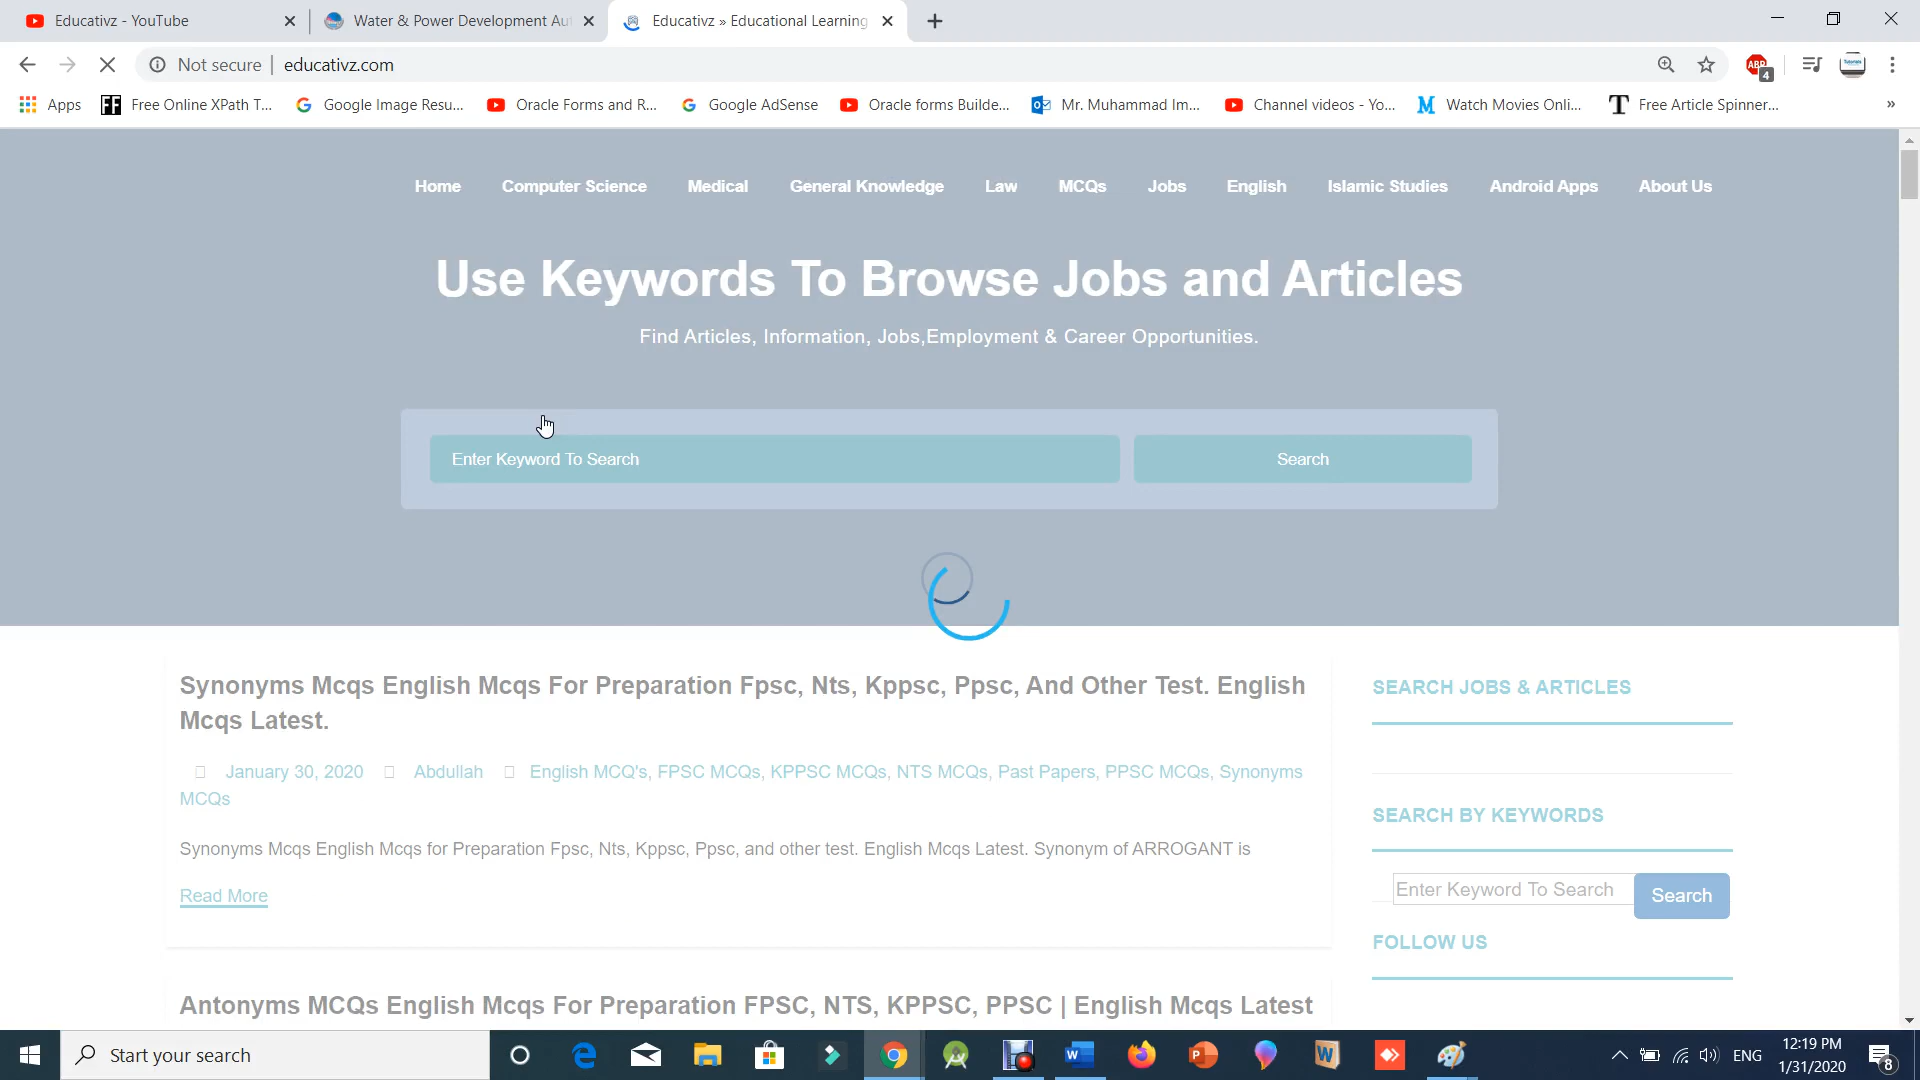 Educativz - YouTube
Water & Power Development Aut
Educativz » Educational Learning
Not secure
educativz.com
ABP
4
Apps
FF
Free Online XPath T...
Google Image Resu...
Oracle Forms and R...
Google AdSense
Oracle forms Builde...
Mr. Muhammad Im...
Channel videos - Yo...
Watch Movies Onli...
Free Article Spinner...
»
Home
Computer Science
Medical
General Knowledge
Law
MCQs
Jobs
English
Islamic Studies
Android Apps
About Us
Use Keywords To Browse Jobs and Articles
Find Articles, Information, Jobs,Employment & Career Opportunities.
Enter Keyword To Search
Search
Synonyms Mcqs English Mcqs For Preparation Fpsc, Nts, Kppsc, Ppsc, And Other Test. English
Mcqs Latest.
January 30, 2020
Abdullah
English MCQ's, FPSC MCQs, KPPSC MCQs, NTS MCQs, Past Papers, PPSC MCQs, Synonyms
MCQs
Synonyms Mcqs English Mcqs for Preparation Fpsc, Nts, Kppsc, Ppsc, and other test. English Mcqs Latest. Synonym of ARROGANT is
Read More
Antonyms MCQs English Mcqs For Preparation FPSC, NTS, KPPSC, PPSC | English Mcqs Latest
SEARCH JOBS & ARTICLES
SEARCH BY KEYWORDS
Enter Keyword To Search
Search
FOLLOW US
Start your search
ENG
12:19 PM
1/31/2020
8